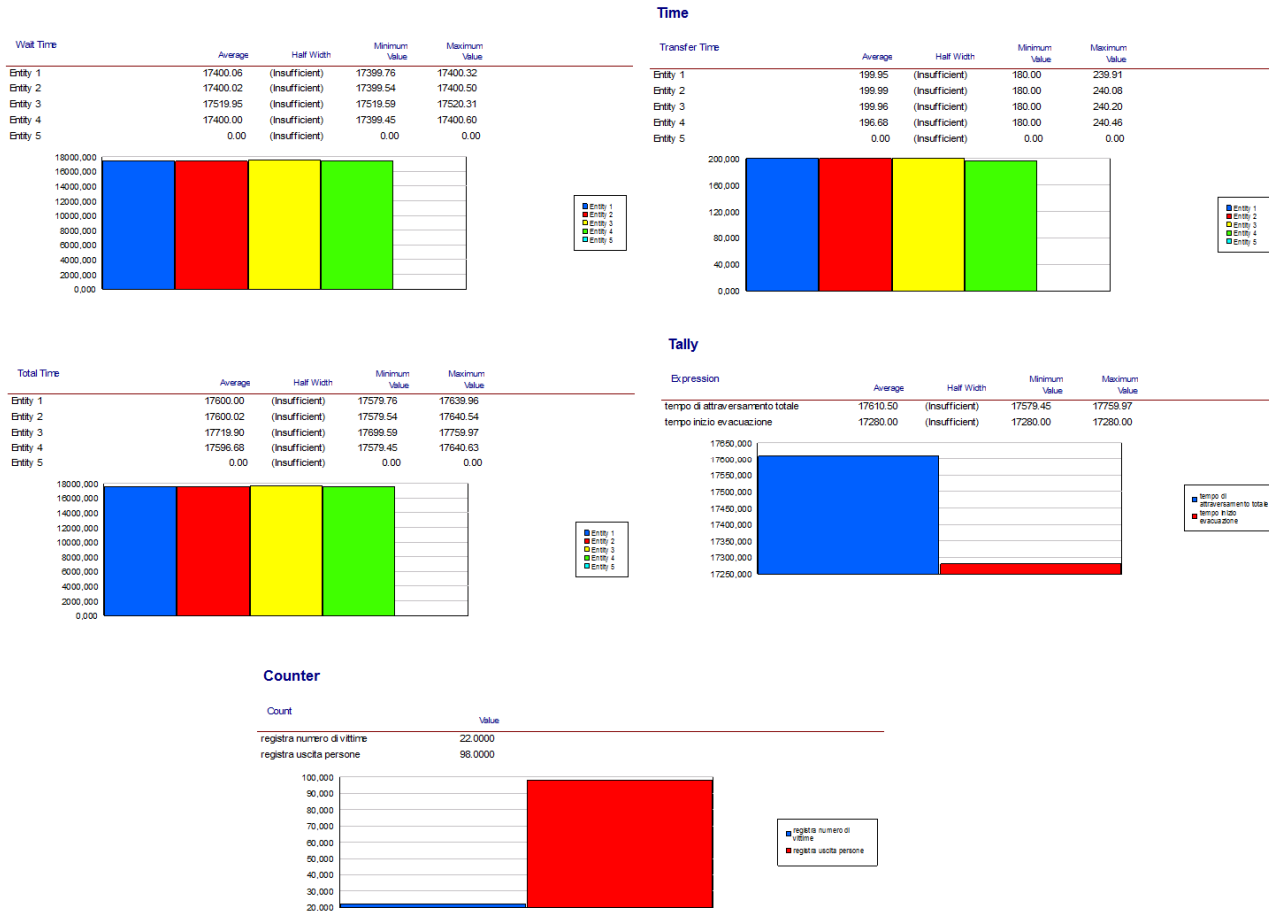 Time
Wait Time
Average Half Width Minimum Value Maximum Value
Entity 1 17400.06 (Insufficient) 17399.76 17400.32
Entity 2 17400.02 (Insufficient) 17399.54 17400.50
Entity 3 17519.95 (Insufficient) 17519.59 17520.31
Entity 4 17400.00 (Insufficient) 17399.45 17400.60
Entity 5 0.00 (Insufficient) 0.00 0.00
18000,000
16000,000
14000,000
12000,000
10000,000
8000,000
6000,000
4000,000
2000,000
0,000
Entity 1
Entity 2
Entity 3
Entity 4
Entity 5
Transfer Time
Average Half Width Minimum Value Maximum Value
Entity 1 199.95 (Insufficient) 180.00 239.91
Entity 2 199.99 (Insufficient) 180.00 240.08
Entity 3 199.96 (Insufficient) 180.00 240.20
Entity 4 196.68 (Insufficient) 180.00 240.46
Entity 5 0.00 (Insufficient) 0.00 0.00
200,000
160,000
120,000
80,000
40,000
0,000
Entity 1
Entity 2
Entity 3
Entity 4
Entity 5
Total Time
Average Half Width Minimum Value Maximum Value
Entity 1 17600.00 (Insufficient) 17579.76 17639.96
Entity 2 17600.02 (Insufficient) 17579.54 17640.54
Entity 3 17719.90 (Insufficient) 17699.59 17759.97
Entity 4 17596.68 (Insufficient) 17579.45 17640.63
Entity 5 0.00 (Insufficient) 0.00 0.00
18000,000
16000,000
14000,000
12000,000
10000,000
8000,000
6000,000
4000,000
2000,000
0,000
Entity 1
Entity 2
Entity 3
Entity 4
Entity 5
Tally
Expression
Average Half Width Minimum Value Maximum Value
tempo di attraversamento totale 17610.50 (Insufficient) 17579.45 17759.97
tempo inizio evacuazione 17280.00 (Insufficient) 17280.00 17280.00
17650,000
17600,000
17550,000
17500,000
17450,000
17400,000
17350,000
17300,000
17250,000
tempo di
attraversamento totale
tempo inizio
evacuazione
Counter
Count
Value
registra numero di vittime 22.0000
registra uscita persone 98.0000
100,000
90,000
80,000
70,000
60,000
50,000
40,000
30,000
20,000
registra numero di
vittime
registra uscita persone